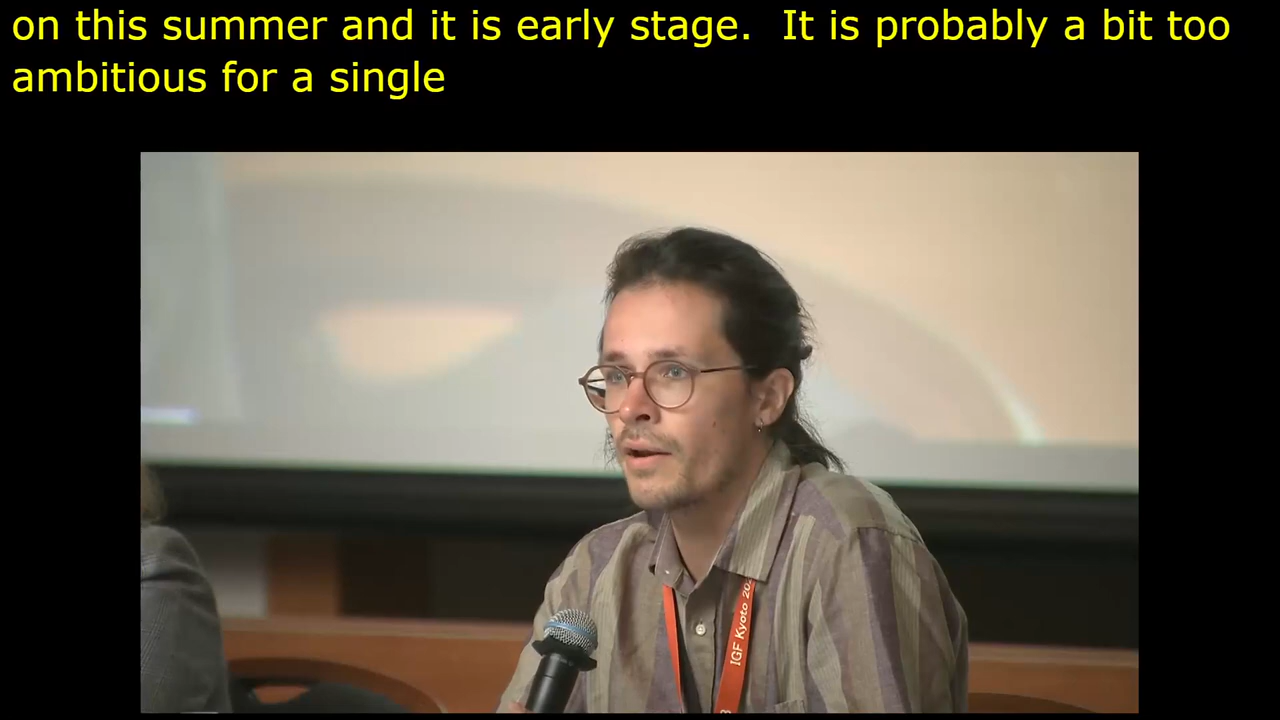 on this summer and it is early stage.  It is probably a bit too
ambitious for a single
IGF Kyoto 20